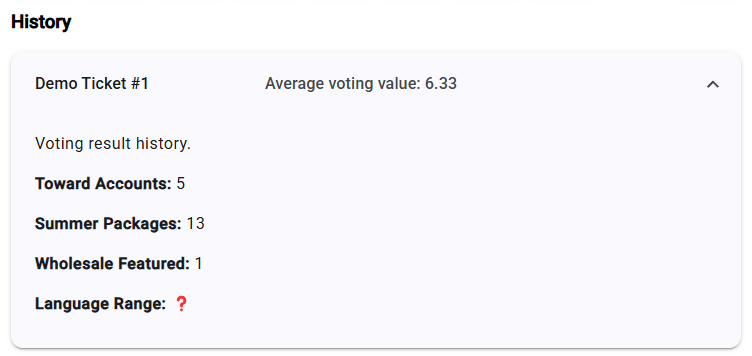 History
Demo Ticket #1 Average voting value: 6.33
Voting result history.
Toward Accounts: 5
Summer Packages: 13
Wholesale Featured: 1
Language Range: ❓